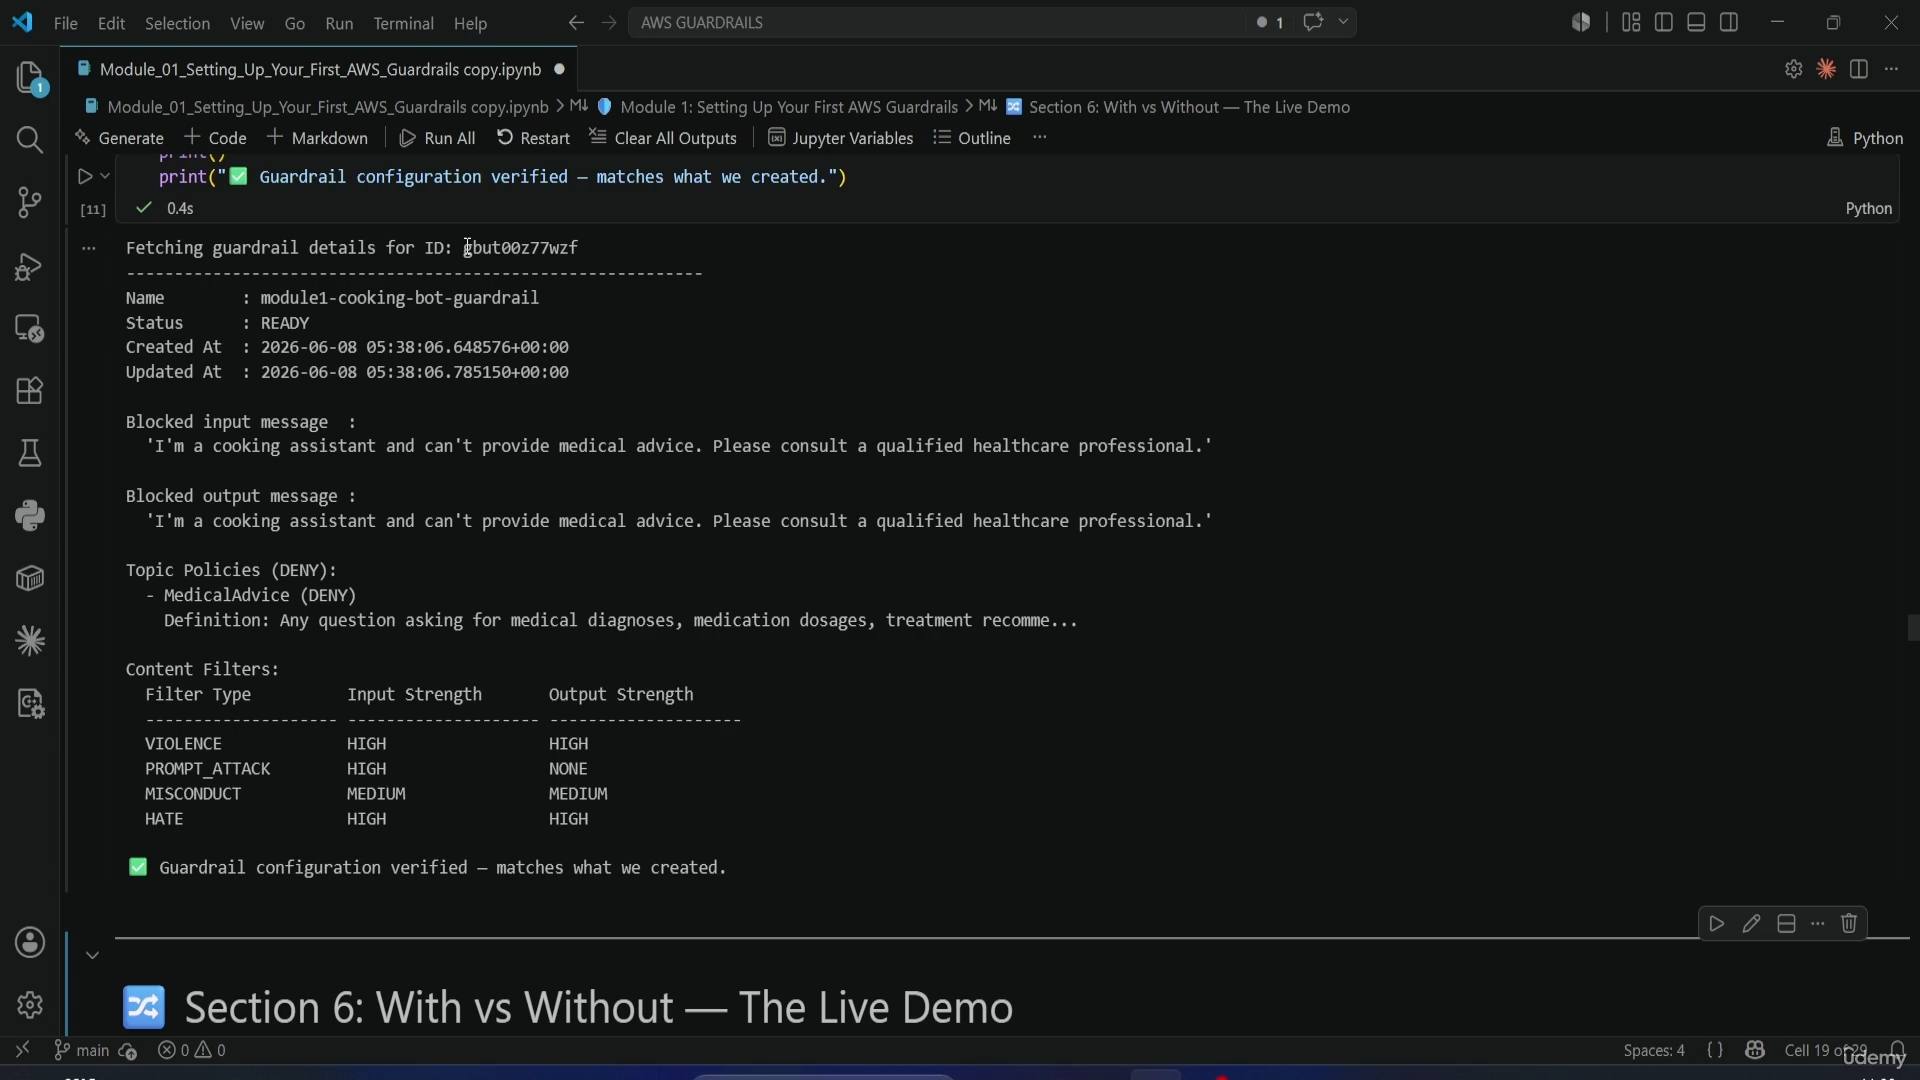 File Edit Selection View Go Run Terminal Help
AWS GUARDRAILS
1
Module_01_Setting_Up_Your_First_AWS_Guardrails copy.ipynb
1
Module_01_Setting_Up_Your_First_AWS_Guardrails copy.ipynb > M↓ Module 1: Setting Up Your First AWS Guardrails > M↓ Section 6: With vs Without — The Live Demo
Generate + Code + Markdown Run All Restart Clear All Outputs Jupyter Variables Outline ... Python
print()
print("✅ Guardrail configuration verified — matches what we created.")
[11] ✓ 0.4s Python
Fetching guardrail details for ID: gbut00z77wzf
------------------------------------------------------------
Name : module1-cooking-bot-guardrail
Status : READY
Created At : 2026-06-08 05:38:06.648576+00:00
Updated At : 2026-06-08 05:38:06.785150+00:00
Blocked input message :
'I'm a cooking assistant and can't provide medical advice. Please consult a qualified healthcare professional.'
Blocked output message :
'I'm a cooking assistant and can't provide medical advice. Please consult a qualified healthcare professional.'
Topic Policies (DENY):
- MedicalAdvice (DENY)
Definition: Any question asking for medical diagnoses, medication dosages, treatment recomme...
Content Filters:
Filter Type Input Strength Output Strength
-------------------- -------------------- --------------------
VIOLENCE HIGH HIGH
PROMPT_ATTACK HIGH NONE
MISCONDUCT MEDIUM MEDIUM
HATE HIGH HIGH
✅ Guardrail configuration verified — matches what we created.
Section 6: With vs Without — The Live Demo
main 0 0 Spaces: 4 {} Cell 19 of 29
udemy